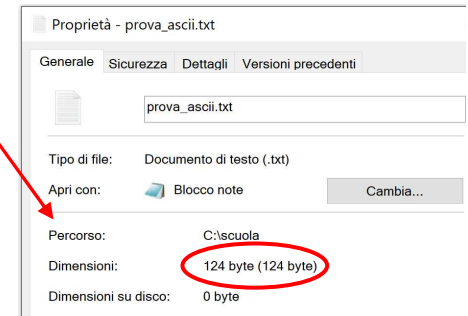 Proprietà - prova_ascii.txt
Generale Sicurezza Dettagli Versioni precedenti
prova_ascii.txt
Tipo di file: Documento di testo (.txt)
Apri con: Blocco note Cambia...
Percorso: C:\scuola
Dimensioni: 124 byte (124 byte)
Dimensioni su disco: 0 byte